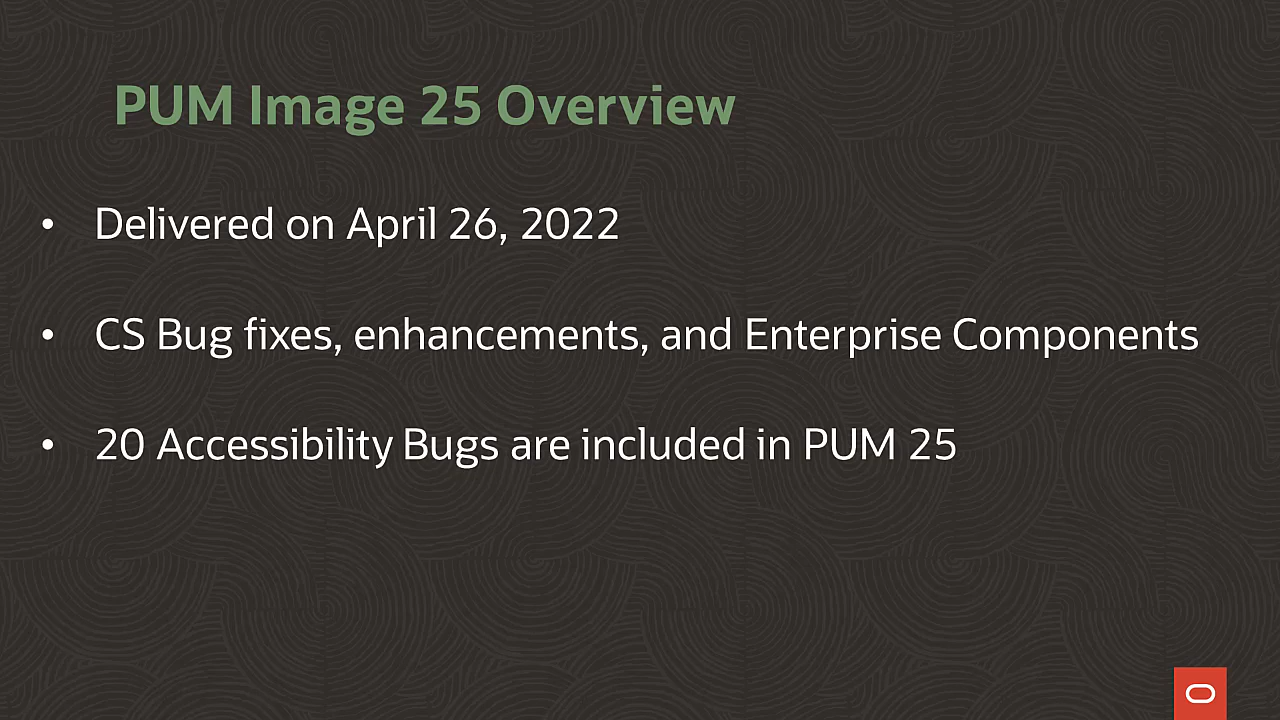 PUM Image 25 Overview
• Delivered on April 26, 2022
• CS Bug fixes, enhancements, and Enterprise Components
• 20 Accessibility Bugs are included in PUM 25